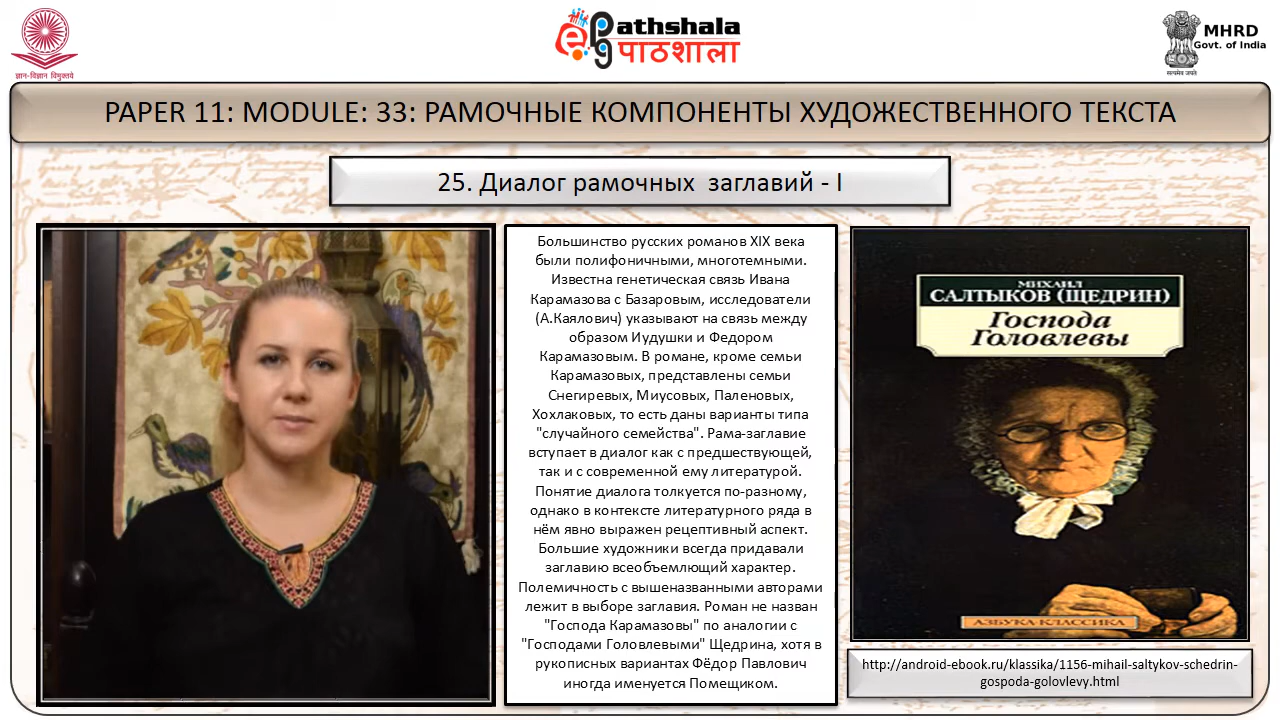 ज्ञान-विज्ञान विमुक्तये
ePathshala
पाठशाला
सत्यमेव जयते
MHRD
Govt. of India
PAPER 11: MODULE: 33: РАМОЧНЫЕ КОМПОНЕНТЫ ХУДОЖЕСТВЕННОГО ТЕКСТА
25. Диалог рамочных заглавий - I
Большинство русских романов XIX века
были полифоничными, многотемными.
Известна генетическая связь Ивана
Карамазова с Базаровым, исследователи
(А.Каялович) указывают на связь между
образом Иудушки и Федором
Карамазовым. В романе, кроме семьи
Карамазовых, представлены семьи
Снегиревых, Миусовых, Паленовых,
Хохлаковых, то есть даны варианты типа
"случайного семейства". Рама-заглавие
вступает в диалог как с предшествующей,
так и с современной ему литературой.
Понятие диалога толкуется по-разному,
однако в контексте литературного ряда в
нём явно выражен рецептивный аспект.
Большие художники всегда придавали
заглавию всеобъемлющий характер.
Полемичность с вышеназванными авторами
лежит в выборе заглавия. Роман не назван
"Господа Карамазовы" по аналогии с
"Господами Головлевыми" Щедрина, хотя в
рукописных вариантах Фёдор Павлович
иногда именуется Помещиком.
МИХАИЛ
САЛТЫКОВ (ЩЕДРИН)
Господа
Головлевы
АЗБУКА-КЛАССИКА
http://android-ebook.ru/klassika/1156-mihail-saltykov-schedrin-
gospoda-golovlevy.html